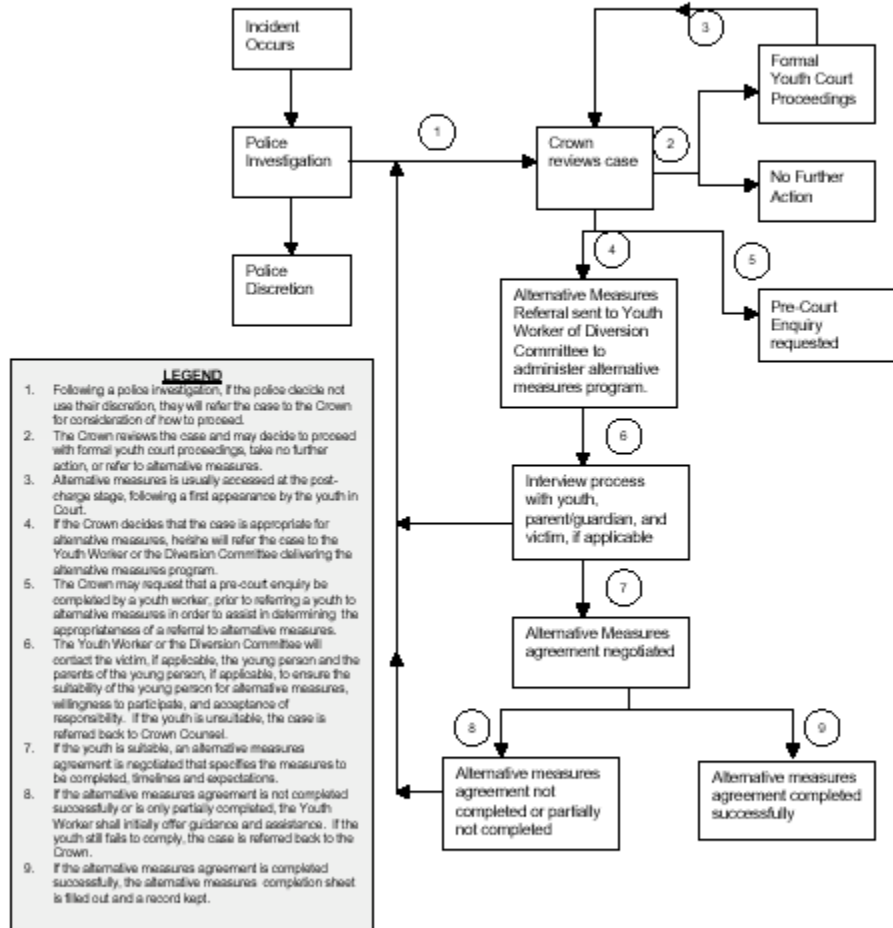 Incident
Occurs
3
Formal
Youth Court
Proceedings
Police
Investigation
1
Crown
reviews case
2
No Further
Action
Police
Discretion
4
5
Alternative Measures
Referral sent to Youth
Worker of Diversion
Committee to
administer alternative
measures program.
Pre-Court
Enquiry
requested
6
Interview process
with youth,
parent/guardian, and
victim, if applicable
7
Alternative Measures
agreement negotiated
8
9
Alternative measures
agreement not
completed or partially
not completed
Alternative measures
agreement completed
successfully
LEGEND
1. Following a police investigation, if the police decide not
use their discretion, they will refer the case to the Crown
for consideration of how to proceed.
2. The Crown reviews the case and may decide to proceed
with formal youth court proceedings, take no further
action, or refer to alternative measures.
3. Alternative measures is usually accessed at the post-
charge stage, following a first appearance by the youth in
Court.
4. If the Crown decides that the case is appropriate for
alternative measures, he/she will refer the case to the
Youth Worker or the Diversion Committee delivering the
alternative measures program.
5. The Crown may request that a pre-court enquiry be
completed by a youth worker, prior to referring a youth to
alternative measures in order to assist in determining the
appropriateness of a referral to alternative measures.
6. The Youth Worker or the Diversion Committee will
contact the victim, if applicable, the young person and the
parents of the young person, if applicable, to ensure the
suitability of the young person for alternative measures,
willingness to participate, and acceptance of
responsibility. If the youth is unsuitable, the case is
referred back to Crown Counsel.
7. If the youth is suitable, an alternative measures
agreement is negotiated that specifies the measures to
be completed, timelines and expectations.
8. If the alternative measures agreement is not completed
successfully or is only partially completed, the Youth
Worker shall initially offer guidance and assistance. If the
youth still fails to comply, the case is referred back to the
Crown.
9. If the alternative measures agreement is completed
successfully, the alternative measures completion sheet
is filled out and a record kept.